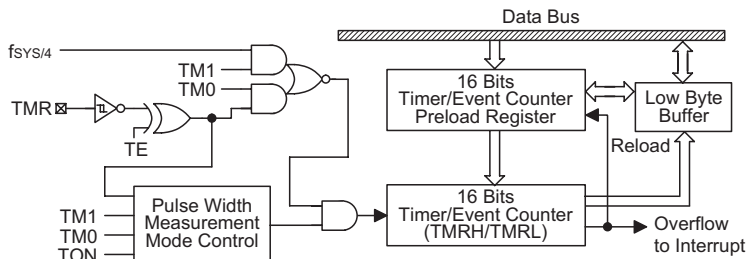 Data Bus
fSYS/4
TM1
TM0
TMR
TE
16 Bits
Timer/Event Counter
Preload Register
Low Byte
Buffer
Reload
TM1
TM0
TON
Pulse Width
Measurement
Mode Control
16 Bits
Timer/Event Counter
(TMRH/TMRL)
Overflow
to Interrupt